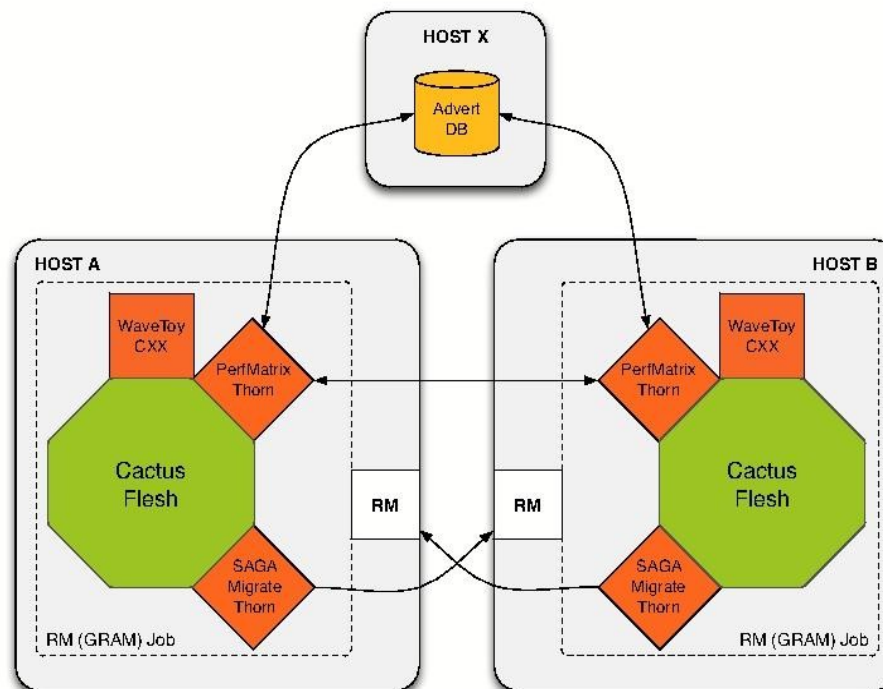 HOST X
Advert
DB
HOST A
WaveToy
CXX
PerfMatrix
Thorn
Cactus
Flesh
RM
SAGA
Migrate
Thorn
RM (GRAM) Job
HOST B
WaveToy
CXX
PerfMatrix
Thorn
Cactus
Flesh
RM
SAGA
Migrate
Thorn
RM (GRAM) Job